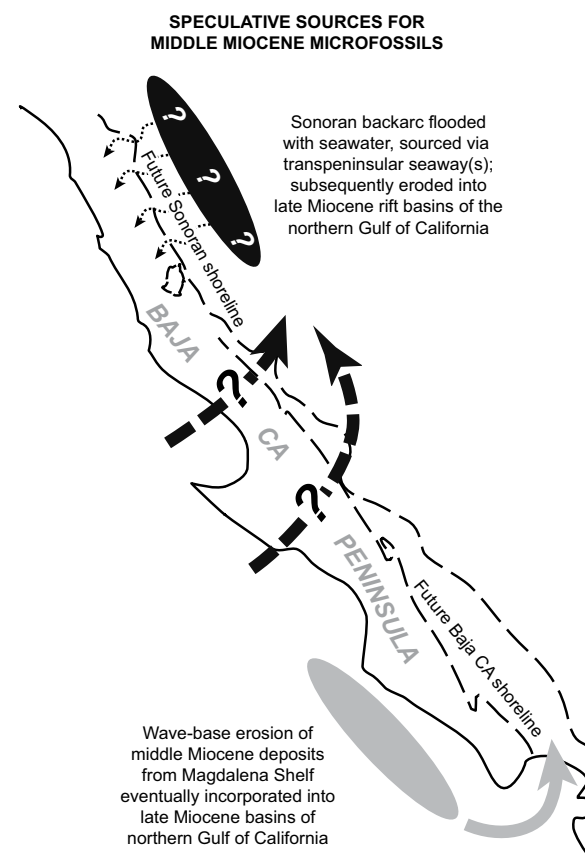 SPECULATIVE SOURCES FOR
MIDDLE MIOCENE MICROFOSSILS
Sonoran backarc flooded
with seawater, sourced via
transpeninsular seaway(s);
subsequently eroded into
late Miocene rift basins of the
northern Gulf of California
?
?
?
Future Sonoran shoreline
BAJA
?
CA
?
PENINSULA
Future Baja CA shoreline
Wave-base erosion of
middle Miocene deposits
from Magdalena Shelf
eventually incorporated into
late Miocene basins of
northern Gulf of California